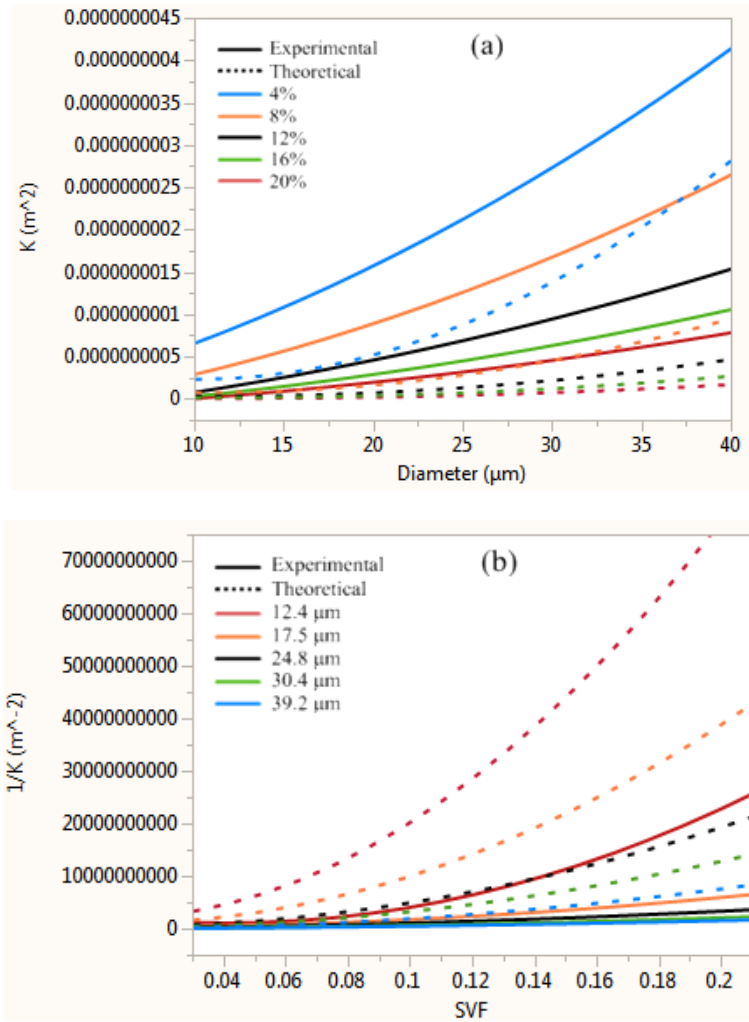 0.0000000045
0.000000004
0.0000000035
0.000000003
0.0000000025
0.000000002
0.0000000015
0.000000001
0.0000000005
0
K (m^2)
Experimental
Theoretical
4%
8%
12%
16%
20%
(a)
10 15 20 25 30 35 40
Diameter (μm)
70000000000
60000000000
50000000000
40000000000
30000000000
20000000000
10000000000
0
1/K (m^-2)
Experimental
Theoretical
12.4 μm
17.5 μm
24.8 μm
30.4 μm
39.2 μm
(b)
0.04 0.06 0.08 0.1 0.12 0.14 0.16 0.18 0.2
SVF